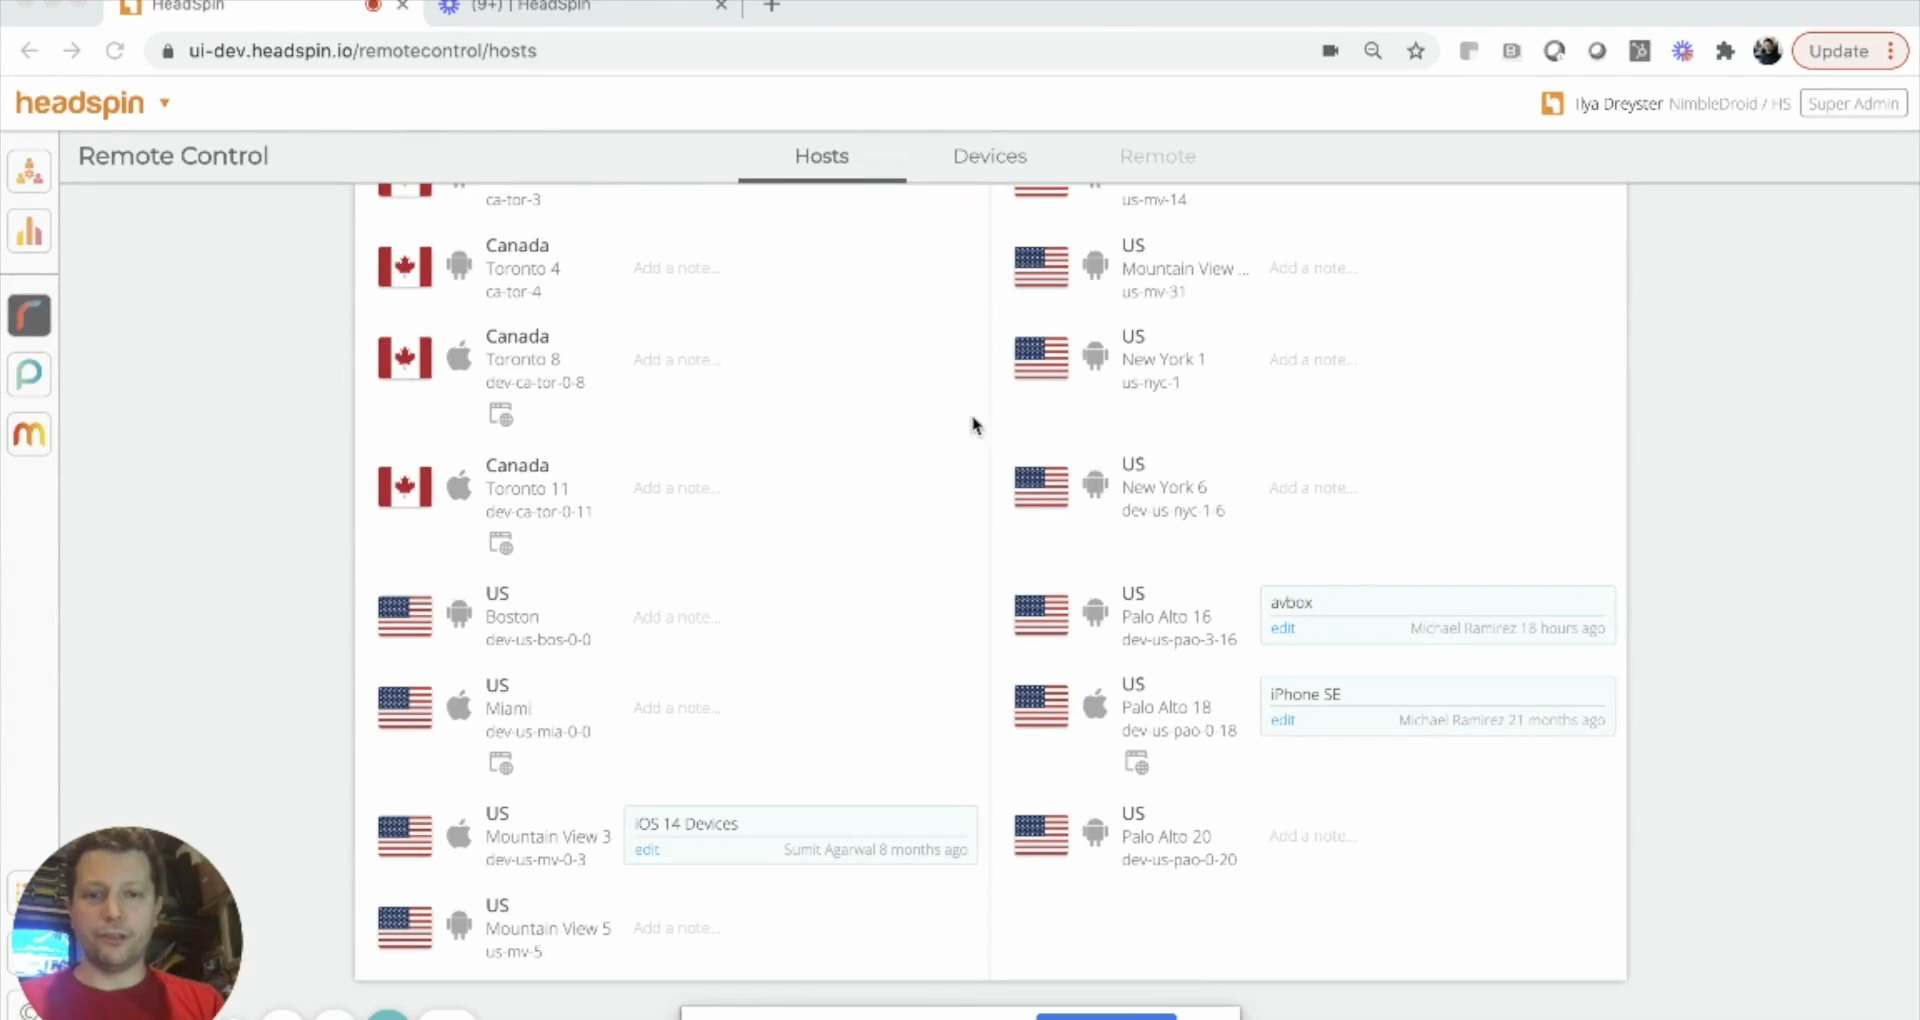 HeadSpin
(9+) | HeadSpin
ui-dev.headspin.io/remotecontrol/hosts
Update
headspin
Ilya Dreyster NimbleDroid / HS
Super Admin
Remote Control
Hosts
Devices
Remote
ca-tor-3
Canada
Toronto 4
ca-tor-4
Add a note...
Canada
Toronto 8
dev-ca-tor-0-8
Add a note...
Canada
Toronto 11
dev-ca-tor-0-11
Add a note...
US
Boston
dev-us-bos-0-0
Add a note...
US
Miami
dev-us-mia-0-0
Add a note...
US
Mountain View 3
dev-us-mv-0-3
iOS 14 Devices
edit
Sumit Agarwal 8 months ago
US
Mountain View 5
us-mv-5
Add a note...
us-mv-14
US
Mountain View ...
us-mv-31
Add a note...
US
New York 1
us-nyc-1
Add a note...
US
New York 6
dev-us-nyc-1-6
Add a note...
US
Palo Alto 16
dev-us-pao-3-16
avbox
edit
Michael Ramirez 18 hours ago
US
Palo Alto 18
dev-us-pao-0-18
iPhone SE
edit
Michael Ramirez 21 months ago
US
Palo Alto 20
dev-us-pao-0-20
Add a note...